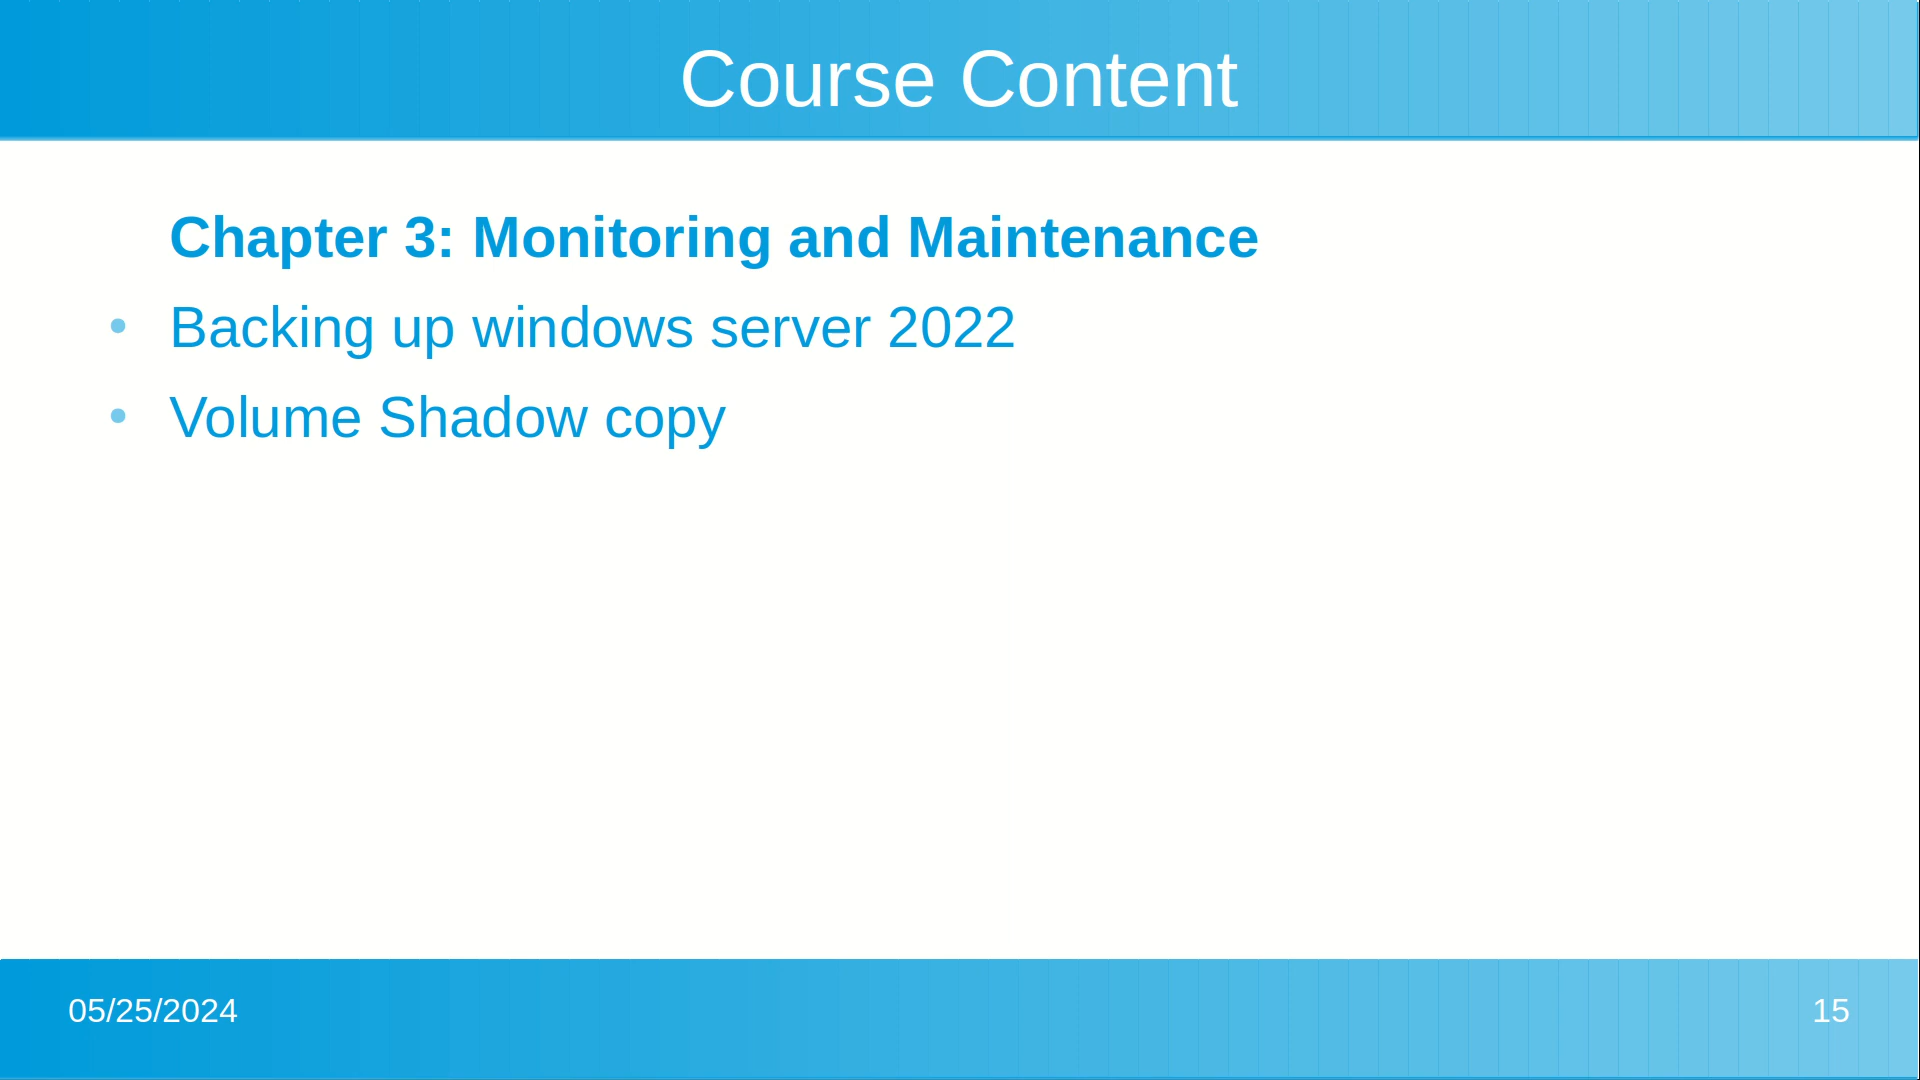 Course Content
Chapter 3: Monitoring and Maintenance
• Backing up windows server 2022
• Volume Shadow copy
05/25/2024
15